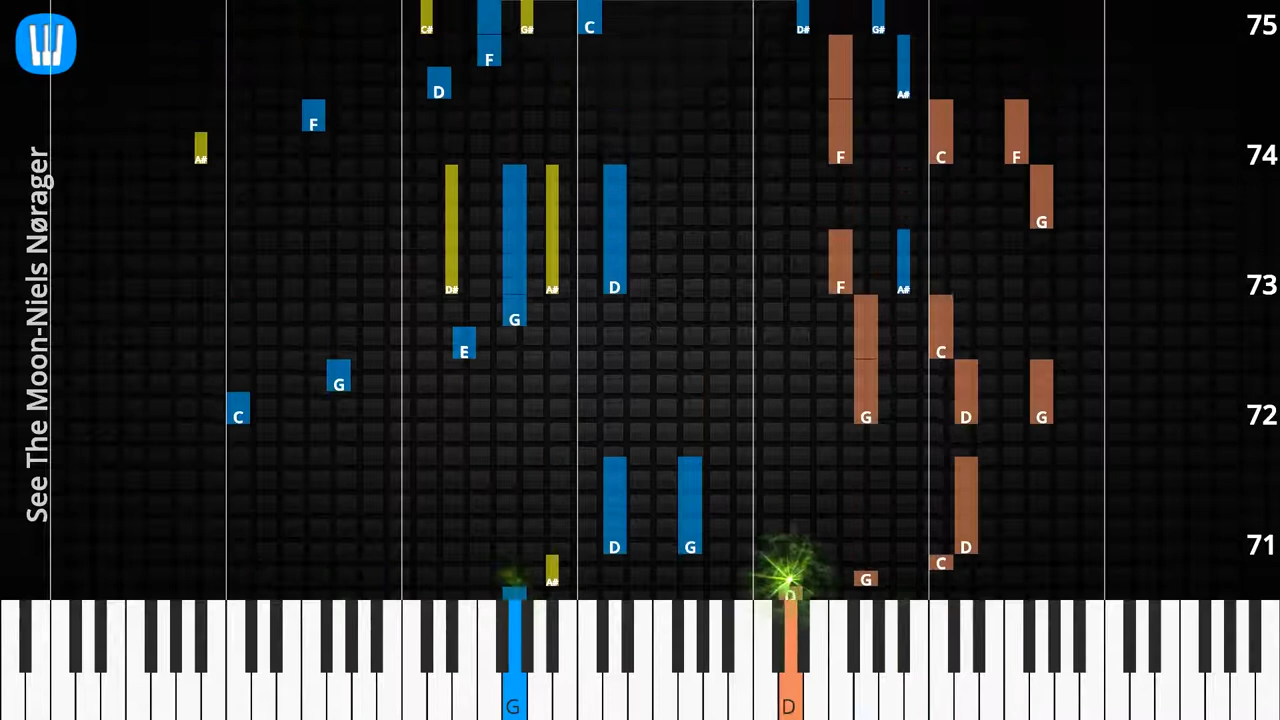 See The Moon-Niels Nørager
C# G# C D# G# 75
F
D A#
F
A# F C F 74
G
D# A# D F A# 73
G
E C
G
C G D G 72
D G D 71
C
A# G
D
G D